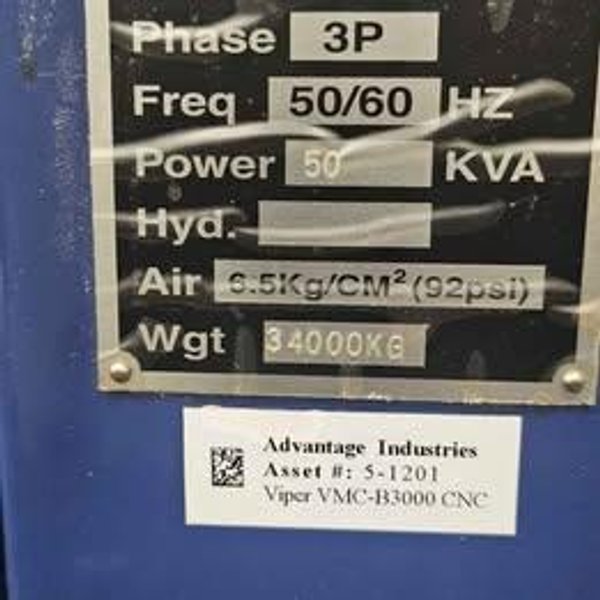 Phase 3P
Freq 50/60 HZ
Power 50 KVA
Hyd.
Air 6.5Kg/CM²(92psi)
Wgt 34000KG
Advantage Industries
Asset #: 5-1201
Viper VMC-B3000 CNC